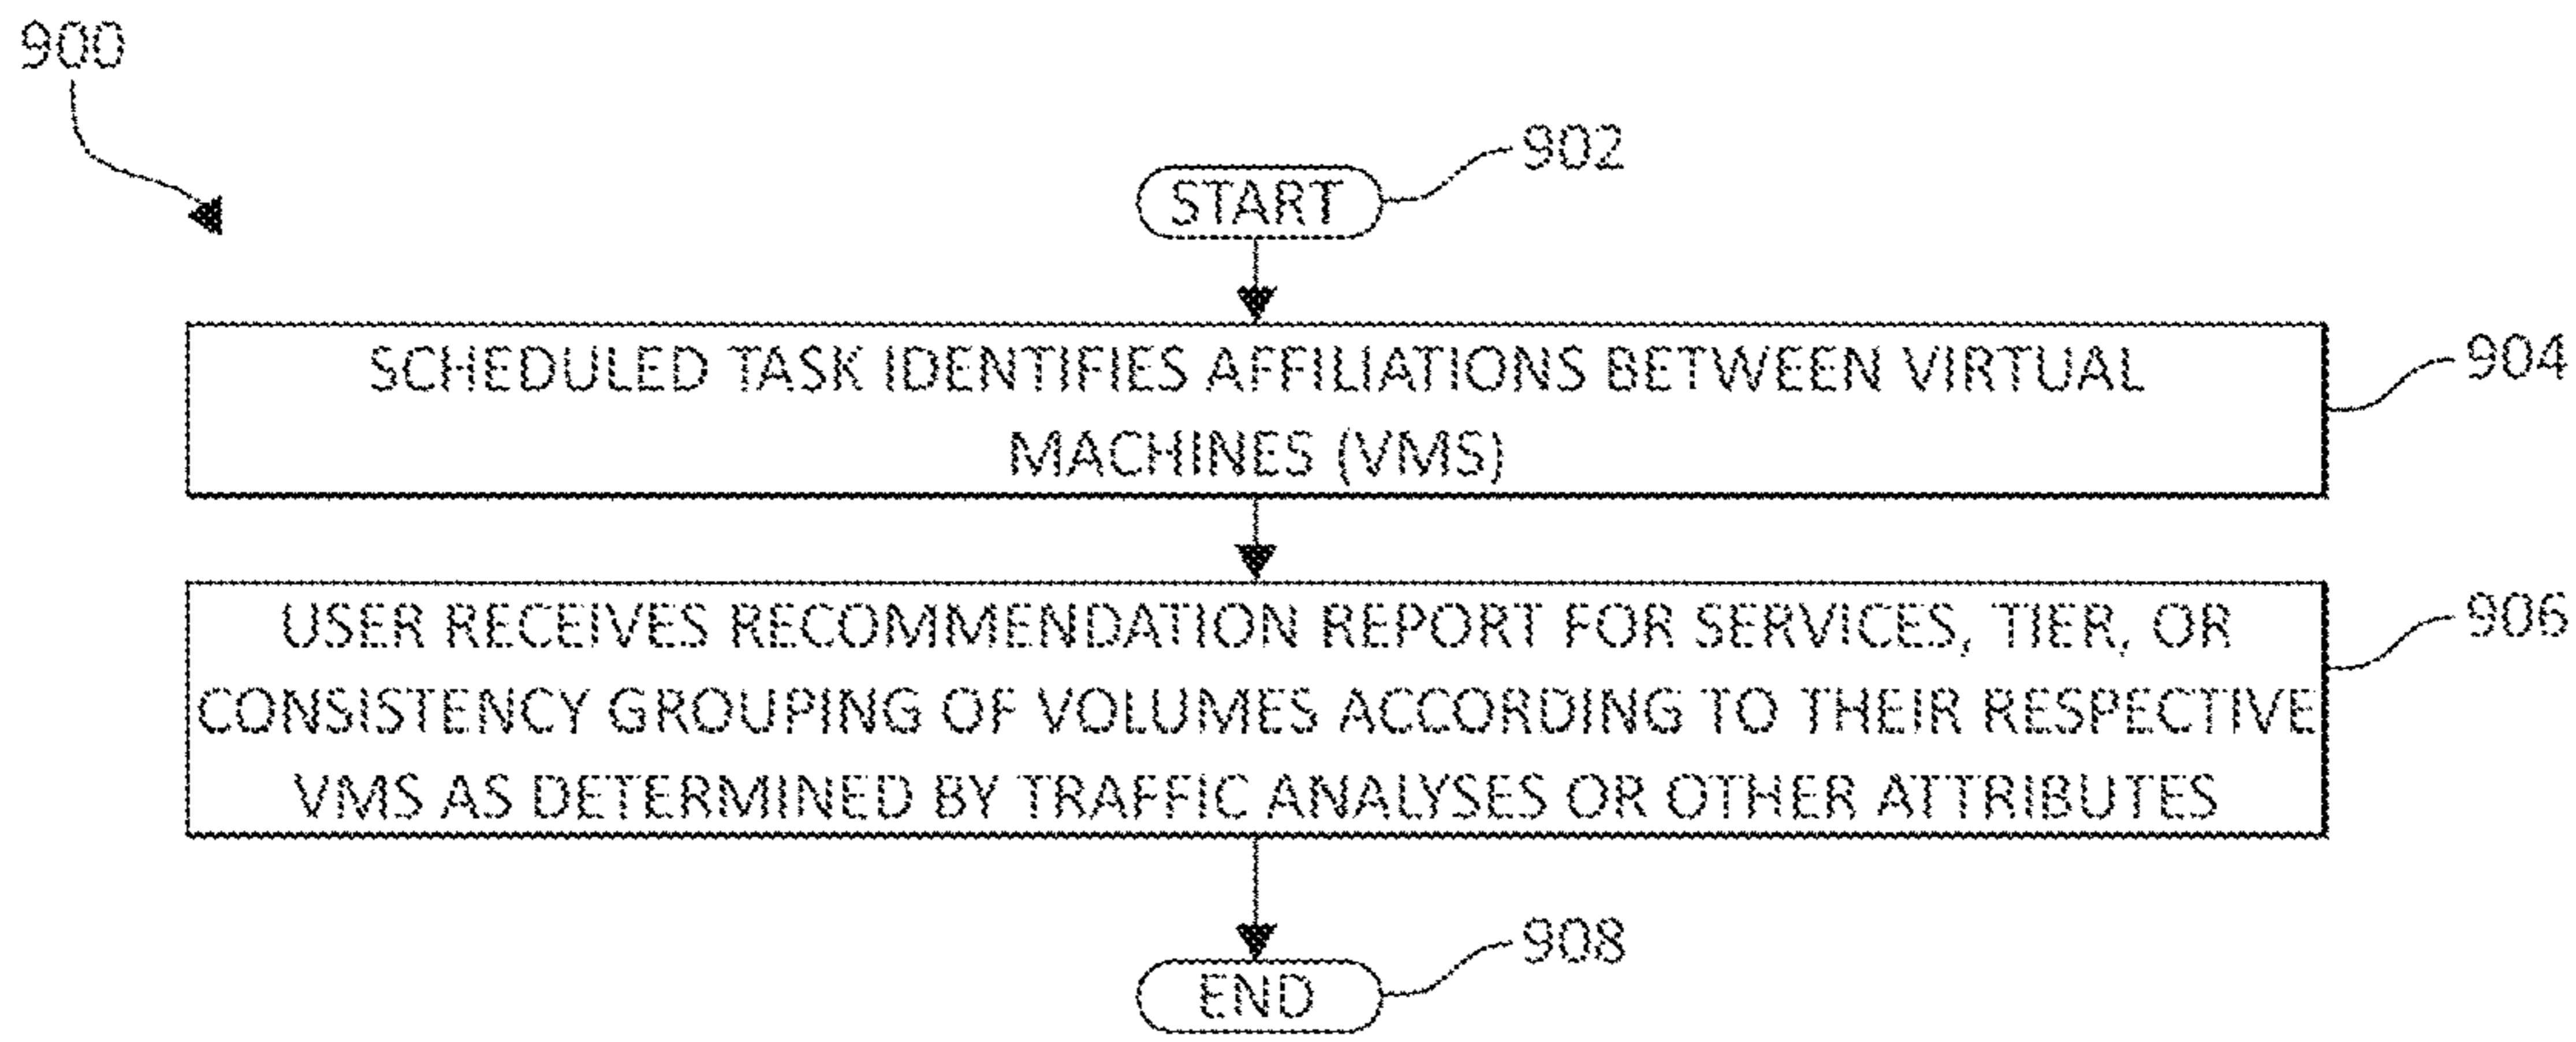 900
902
START
SCHEDULED TASK IDENTIFIES AFFILIATIONS BETWEEN VIRTUAL
MACHINES (VMS)
904
USER RECEIVES RECOMMENDATION REPORT FOR SERVICES, TIER, OR
CONSISTENCY GROUPING OF VOLUMES ACCORDING TO THEIR RESPECTIVE
VMS AS DETERMINED BY TRAFFIC ANALYSES OR OTHER ATTRIBUTES
906
908
END